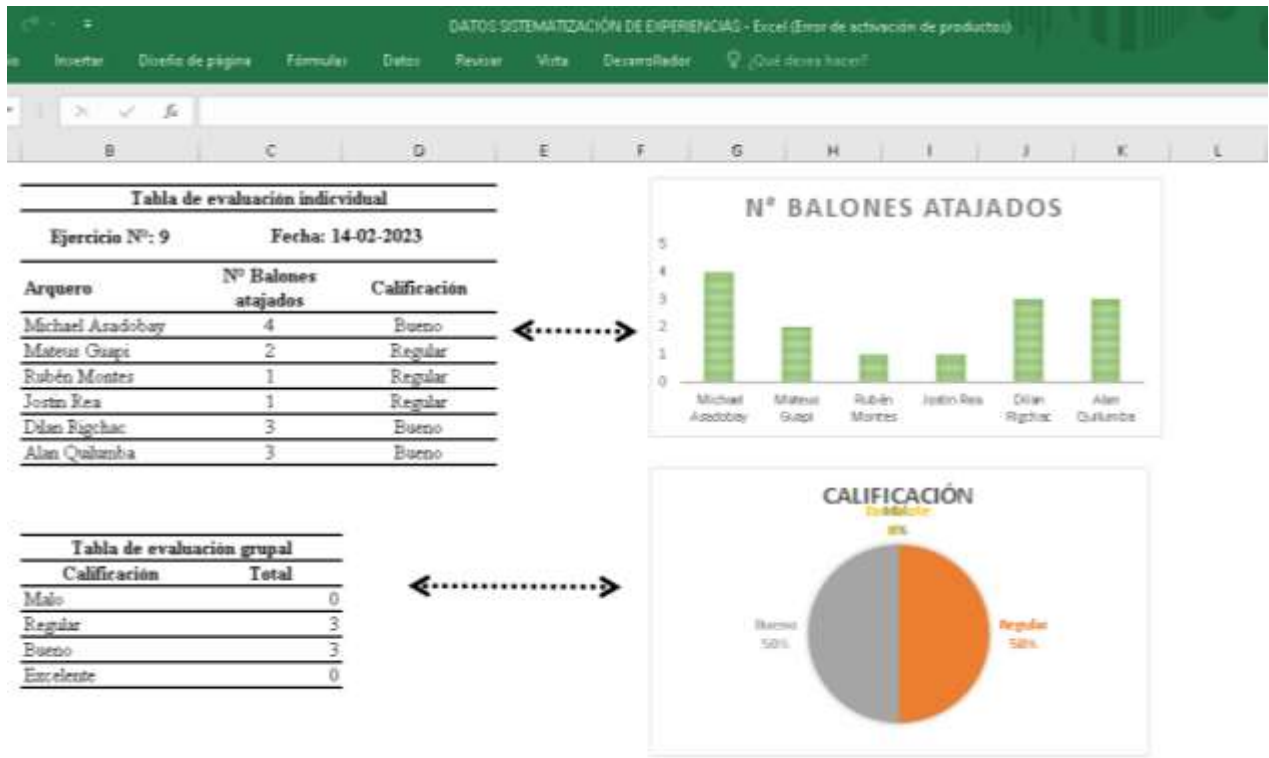 DATOS SISTEMATIZACIÓN DE EXPERIENCIAS - Excel (Error de activación de productos)
Insertar Diseño de página Fórmulas Datos Revisar Vista Desarrollador ¿Qué desea hacer?
fx
B C D E F G H I J K L
Tabla de evaluación indicvidual
Ejercicio Nº: 9 Fecha: 14-02-2023
Arquero Nº Balones atajados Calificación
Michael Asadobay 4 Bueno
Mateus Guapi 2 Regular
Rubén Montes 1 Regular
Jostin Rea 1 Regular
Dilan Rigchac 3 Bueno
Alan Quilumba 3 Bueno
Nº BALONES ATAJADOS
5
4
3
2
1
0
Michael Asadobay Mateus Guapi Rubén Montes Jostin Rea Dilan Rigchac Alan Quilumba
Tabla de evaluación grupal
Calificación Total
Malo 0
Regular 3
Bueno 3
Excelente 0
CALIFICACIÓN
Bueno
50%
Regular
50%